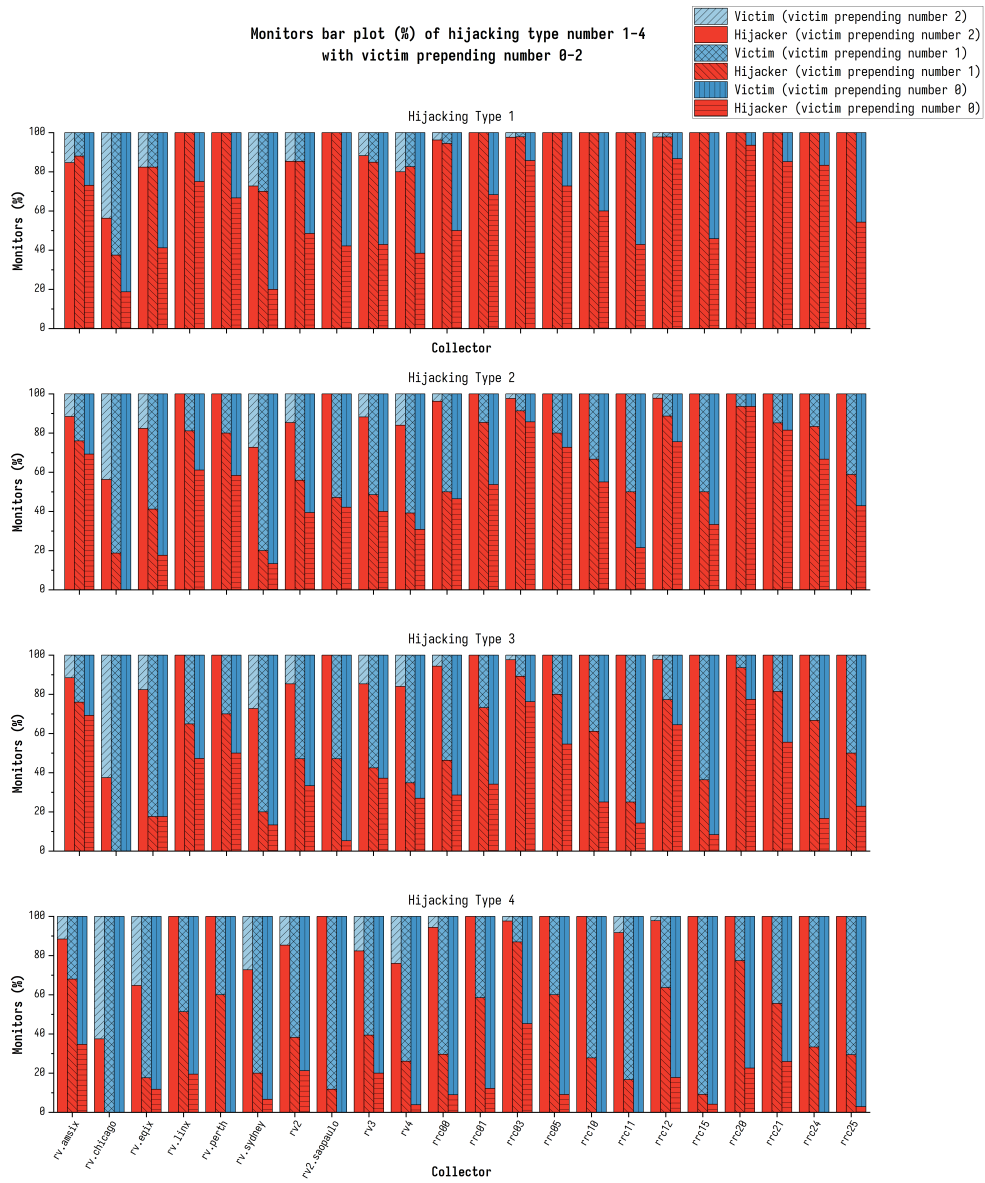 Monitors bar plot (%) of hijacking type number 1-4
with victim prepending number 0-2
Victim (victim prepending number 2)
Hijacker (victim prepending number 2)
Victim (victim prepending number 1)
Hijacker (victim prepending number 1)
Victim (victim prepending number 0)
Hijacker (victim prepending number 0)
Hijacking Type 1
Monitors (%)
100
80
60
40
20
0
Collector
Hijacking Type 2
Monitors (%)
100
80
60
40
20
0
Hijacking Type 3
Monitors (%)
100
80
60
40
20
0
Hijacking Type 4
Monitors (%)
100
80
60
40
20
0
rv.amsix
rv.chicago
rv.eqix
rv.linx
rv.perth
rv.sydney
rv2
rv2.saopaulo
rv3
rv4
rrc00
rrc01
rrc03
rrc05
rrc10
rrc11
rrc12
rrc15
rrc20
rrc21
rrc24
rrc25
Collector